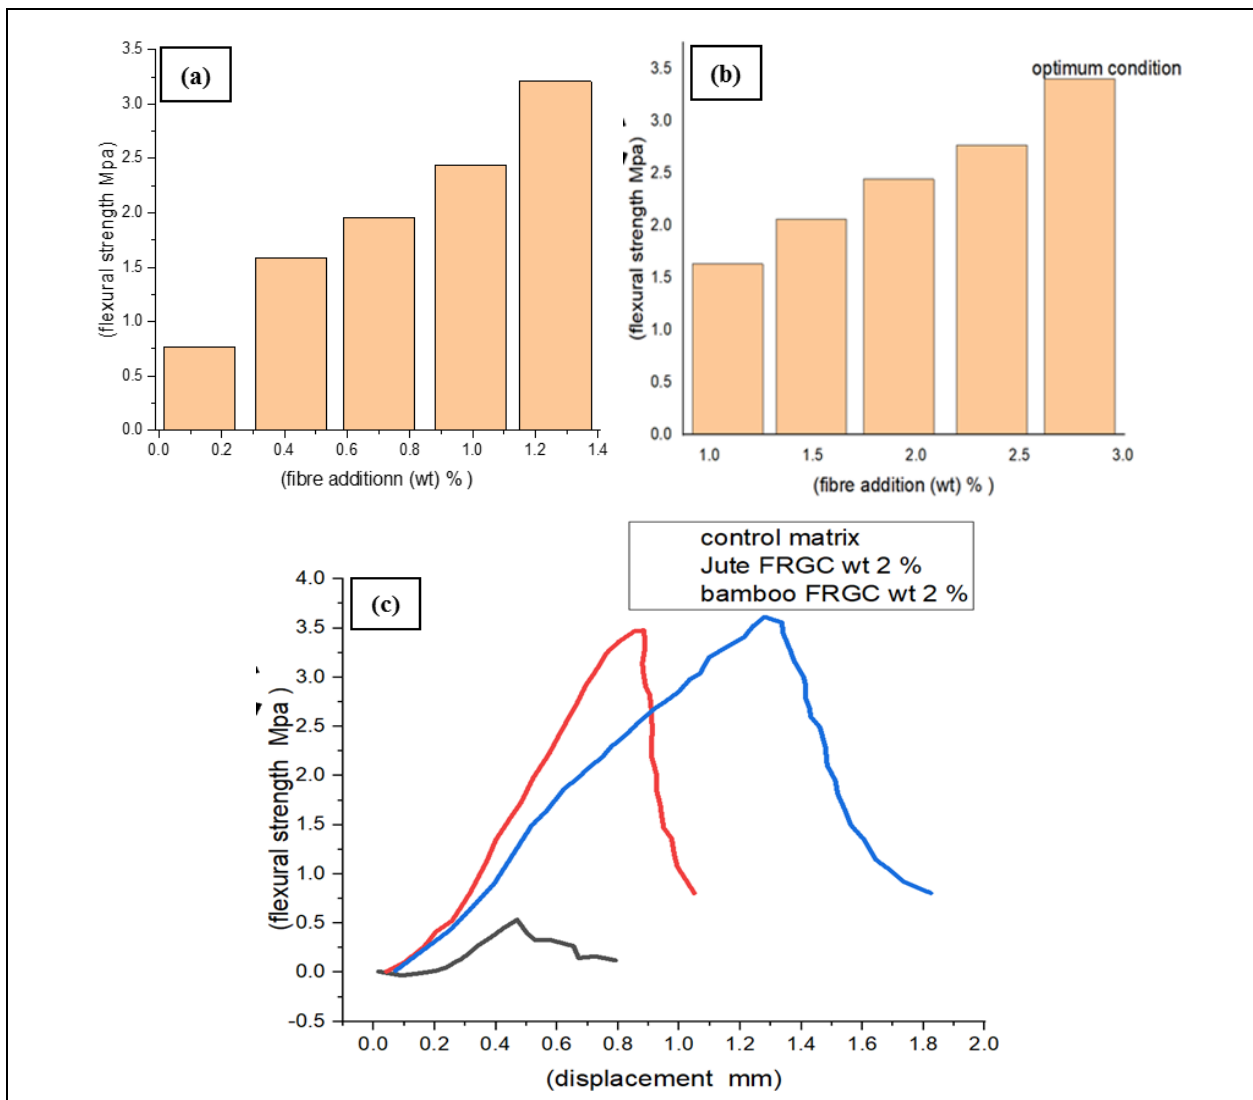 (a)
3.5
3.0
2.5
2.0
1.5
1.0
0.5
0.0
(flexural strength Mpa)
0.0 0.2 0.4 0.6 0.8 1.0 1.2 1.4
(fibre additionn (wt) % )
(b)
optimum condition
3.5
3.0
2.5
2.0
1.5
1.0
0.5
0.0
(flexural strength Mpa)
1.0 1.5 2.0 2.5 3.0
(fibre addition (wt) % )
(c)
control matrix
Jute FRGC wt 2 %
bamboo FRGC wt 2 %
4.0
3.5
3.0
2.5
2.0
1.5
1.0
0.5
0.0
-0.5
(flexural strength Mpa )
0.0 0.2 0.4 0.6 0.8 1.0 1.2 1.4 1.6 1.8 2.0
(displacement mm)